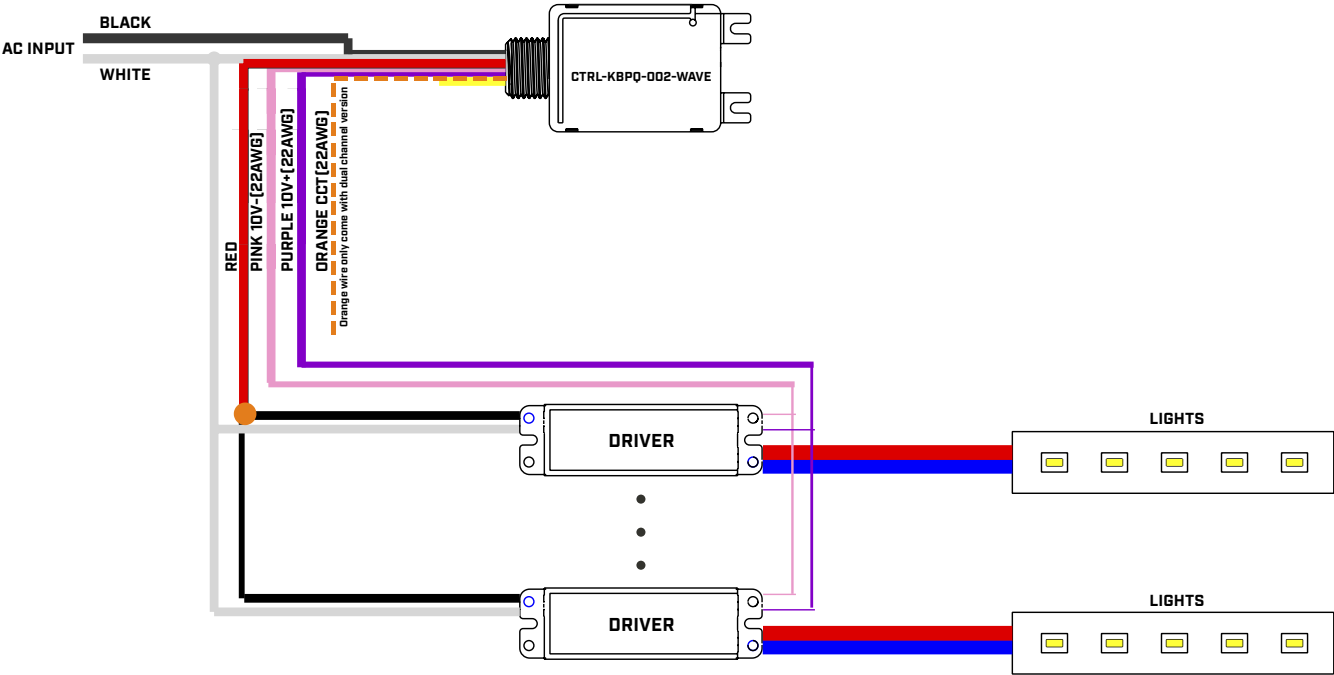 BLACK
AC INPUT
WHITE
CTRL-KBPQ-002-WAVE
RED
PINK 10V-(22AWG)
PURPLE 10V+(22AWG)
ORANGE CCT(22AWG)
Orange wire only come with dual channel version
DRIVER
LIGHTS
DRIVER
LIGHTS